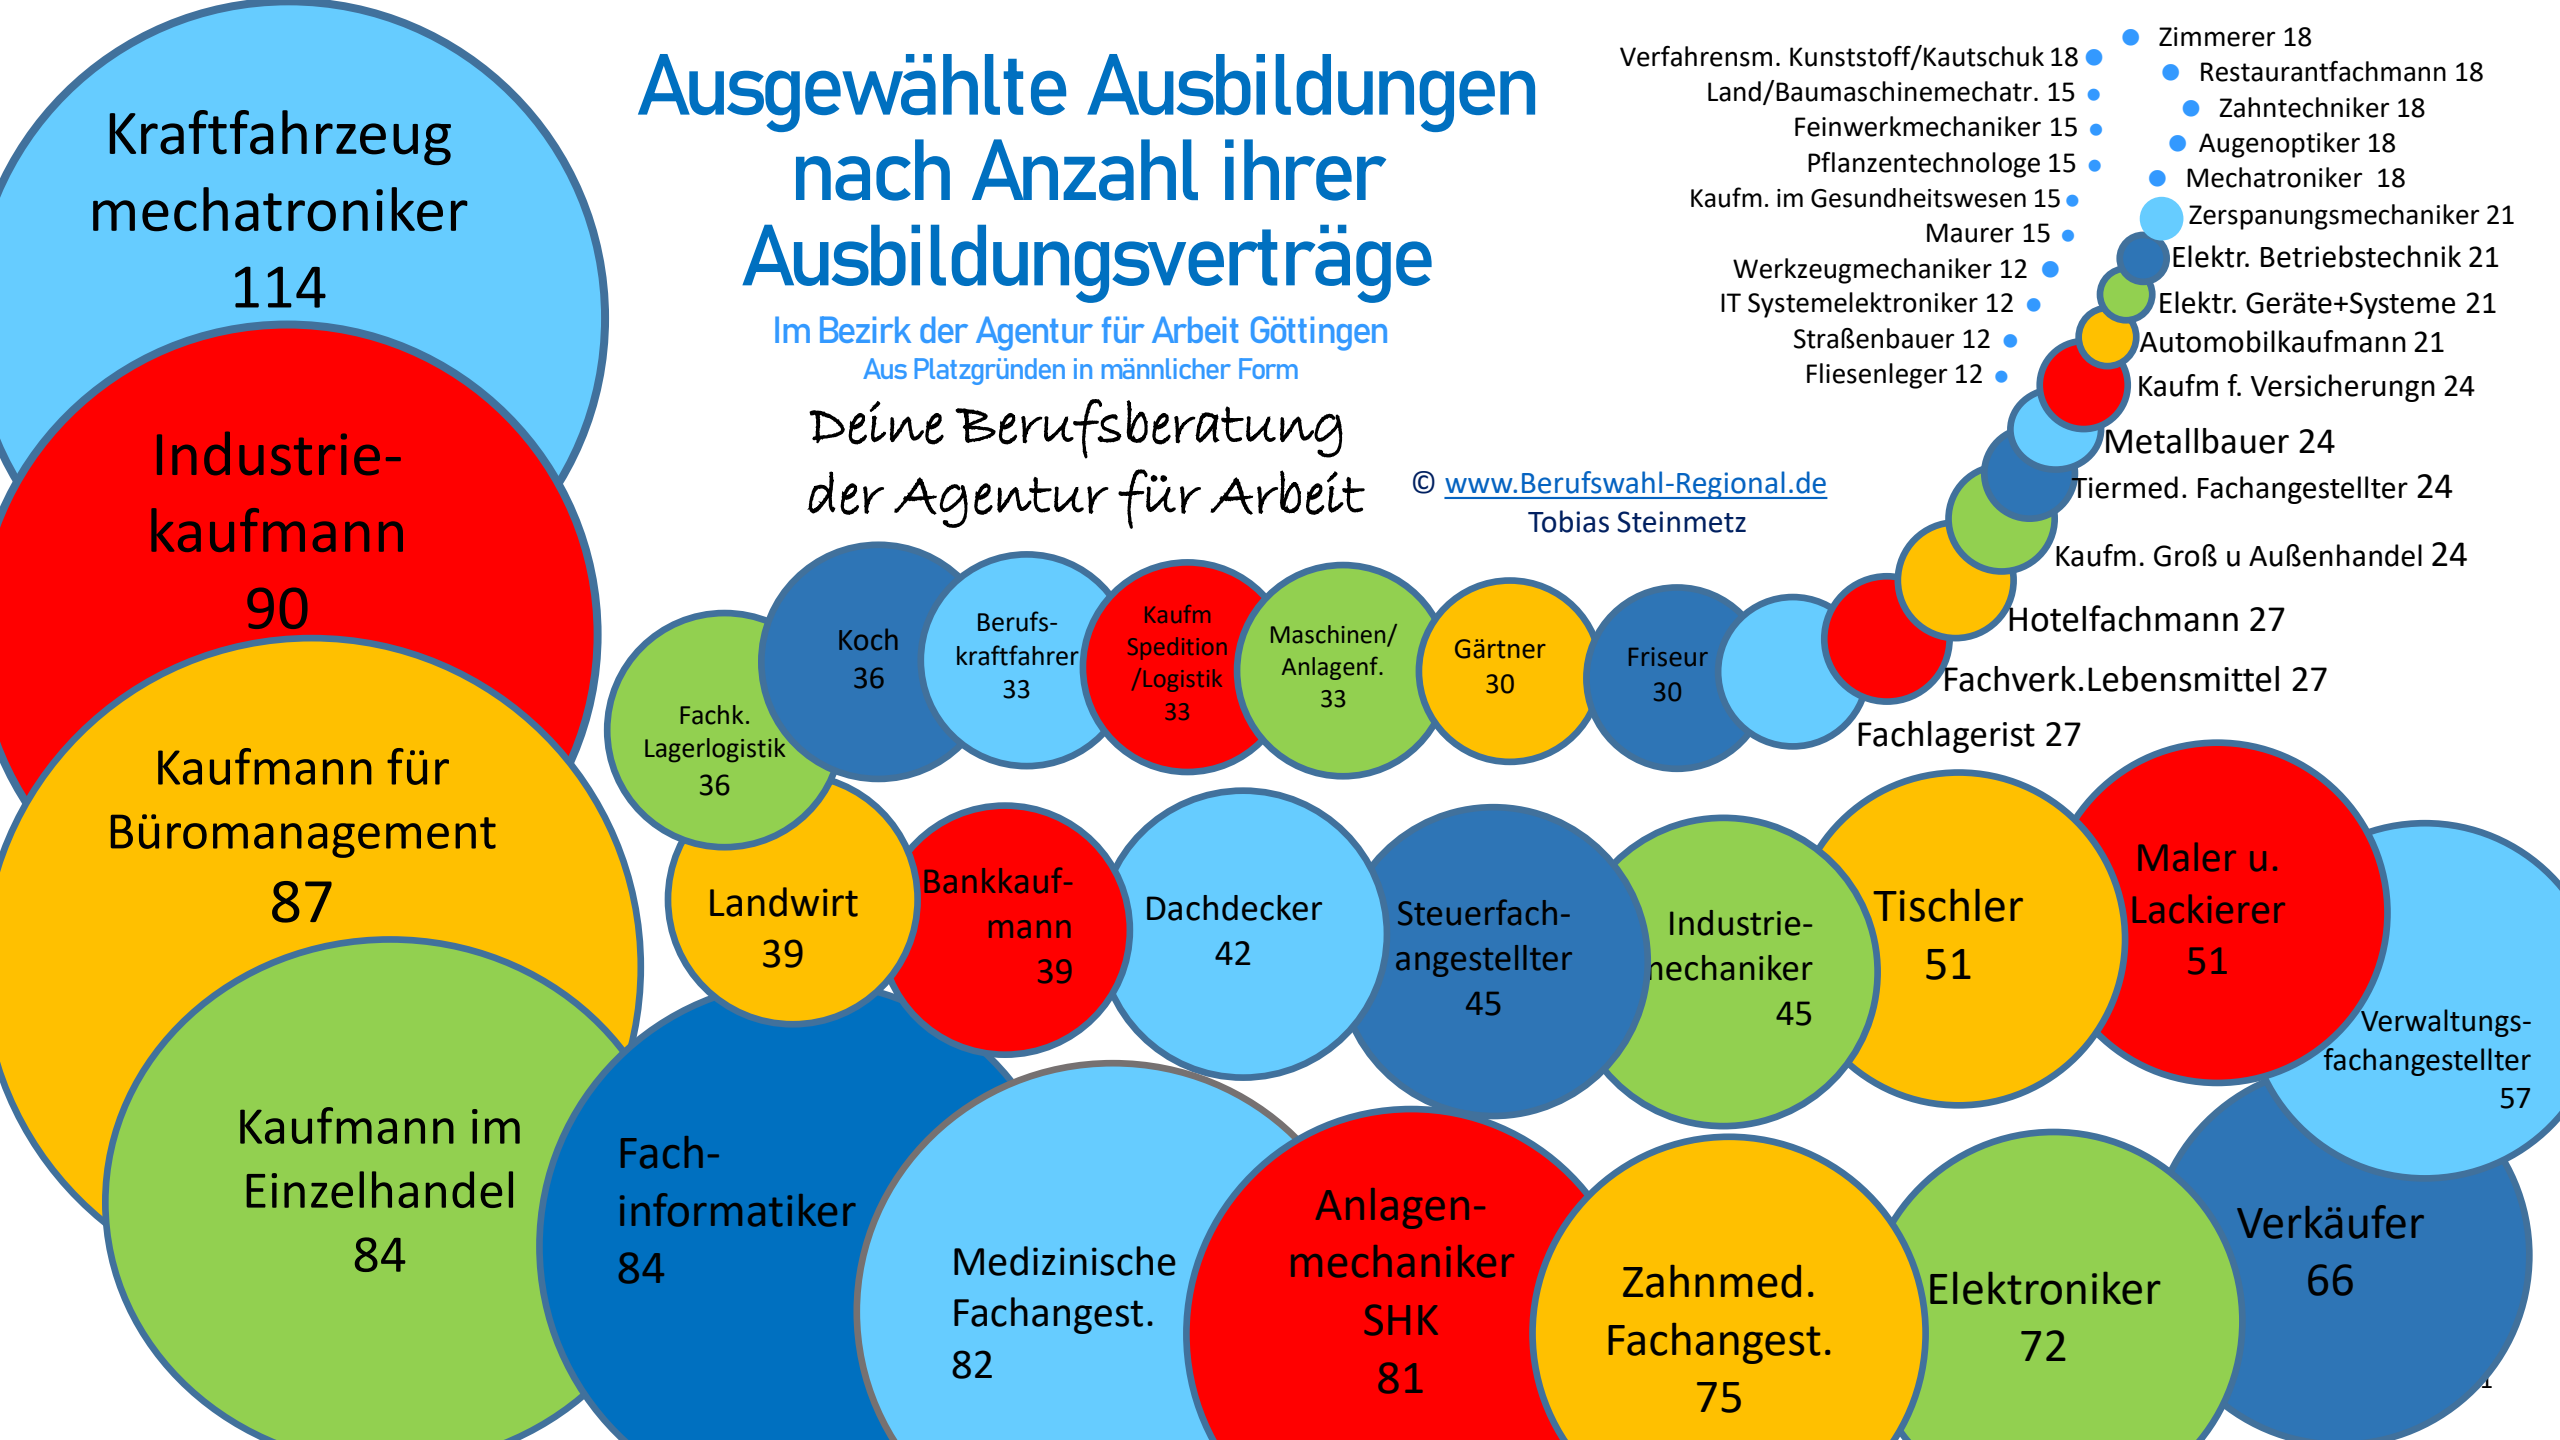 Ausgewählte Ausbildungen
nach Anzahl ihrer
Ausbildungsverträge
Im Bezirk der Agentur für Arbeit Göttingen
Aus Platzgründen in männlicher Form
Deine Berufsberatung
der Agentur für Arbeit
© www.Berufswahl-Regional.de
Tobias Steinmetz
Kraftfahrzeug
mechatroniker
114
Industrie-
kaufmann
90
Kaufmann für
Büromanagement
87
Kaufmann im
Einzelhandel
84
Fach-
informatiker
84
Medizinische
Fachangest.
82
Anlagen-
mechaniker
SHK
81
Zahnmed.
Fachangest.
75
Elektroniker
72
Verkäufer
66
1
Verwaltungs-
fachangestellter
57
Maler u.
Lackierer
51
Tischler
51
Industrie-
mechaniker
45
Steuerfach-
angestellter
45
Dachdecker
42
Bankkauf-
mann
39
Landwirt
39
Fachk.
Lagerlogistik
36
Koch
36
Berufs-
kraftfahrer
33
Kaufm
Spedition
/Logistik
33
Maschinen/
Anlagenf.
33
Gärtner
30
Friseur
30
Fachlagerist 27
Fachverk.Lebensmittel 27
Hotelfachmann 27
Kaufm. Groß u Außenhandel 24
Tiermed. Fachangestellter 24
Metallbauer 24
Kaufm f. Versicherungn 24
Automobilkaufmann 21
Elektr. Geräte+Systeme 21
Elektr. Betriebstechnik 21
Zerspanungsmechaniker 21
Mechatroniker 18
Augenoptiker 18
Zahntechniker 18
Restaurantfachmann 18
Zimmerer 18
Verfahrensm. Kunststoff/Kautschuk 18
Land/Baumaschinemechatr. 15
Feinwerkmechaniker 15
Pflanzentechnologe 15
Kaufm. im Gesundheitswesen 15
Maurer 15
Werkzeugmechaniker 12
IT Systemelektroniker 12
Straßenbauer 12
Fliesenleger 12